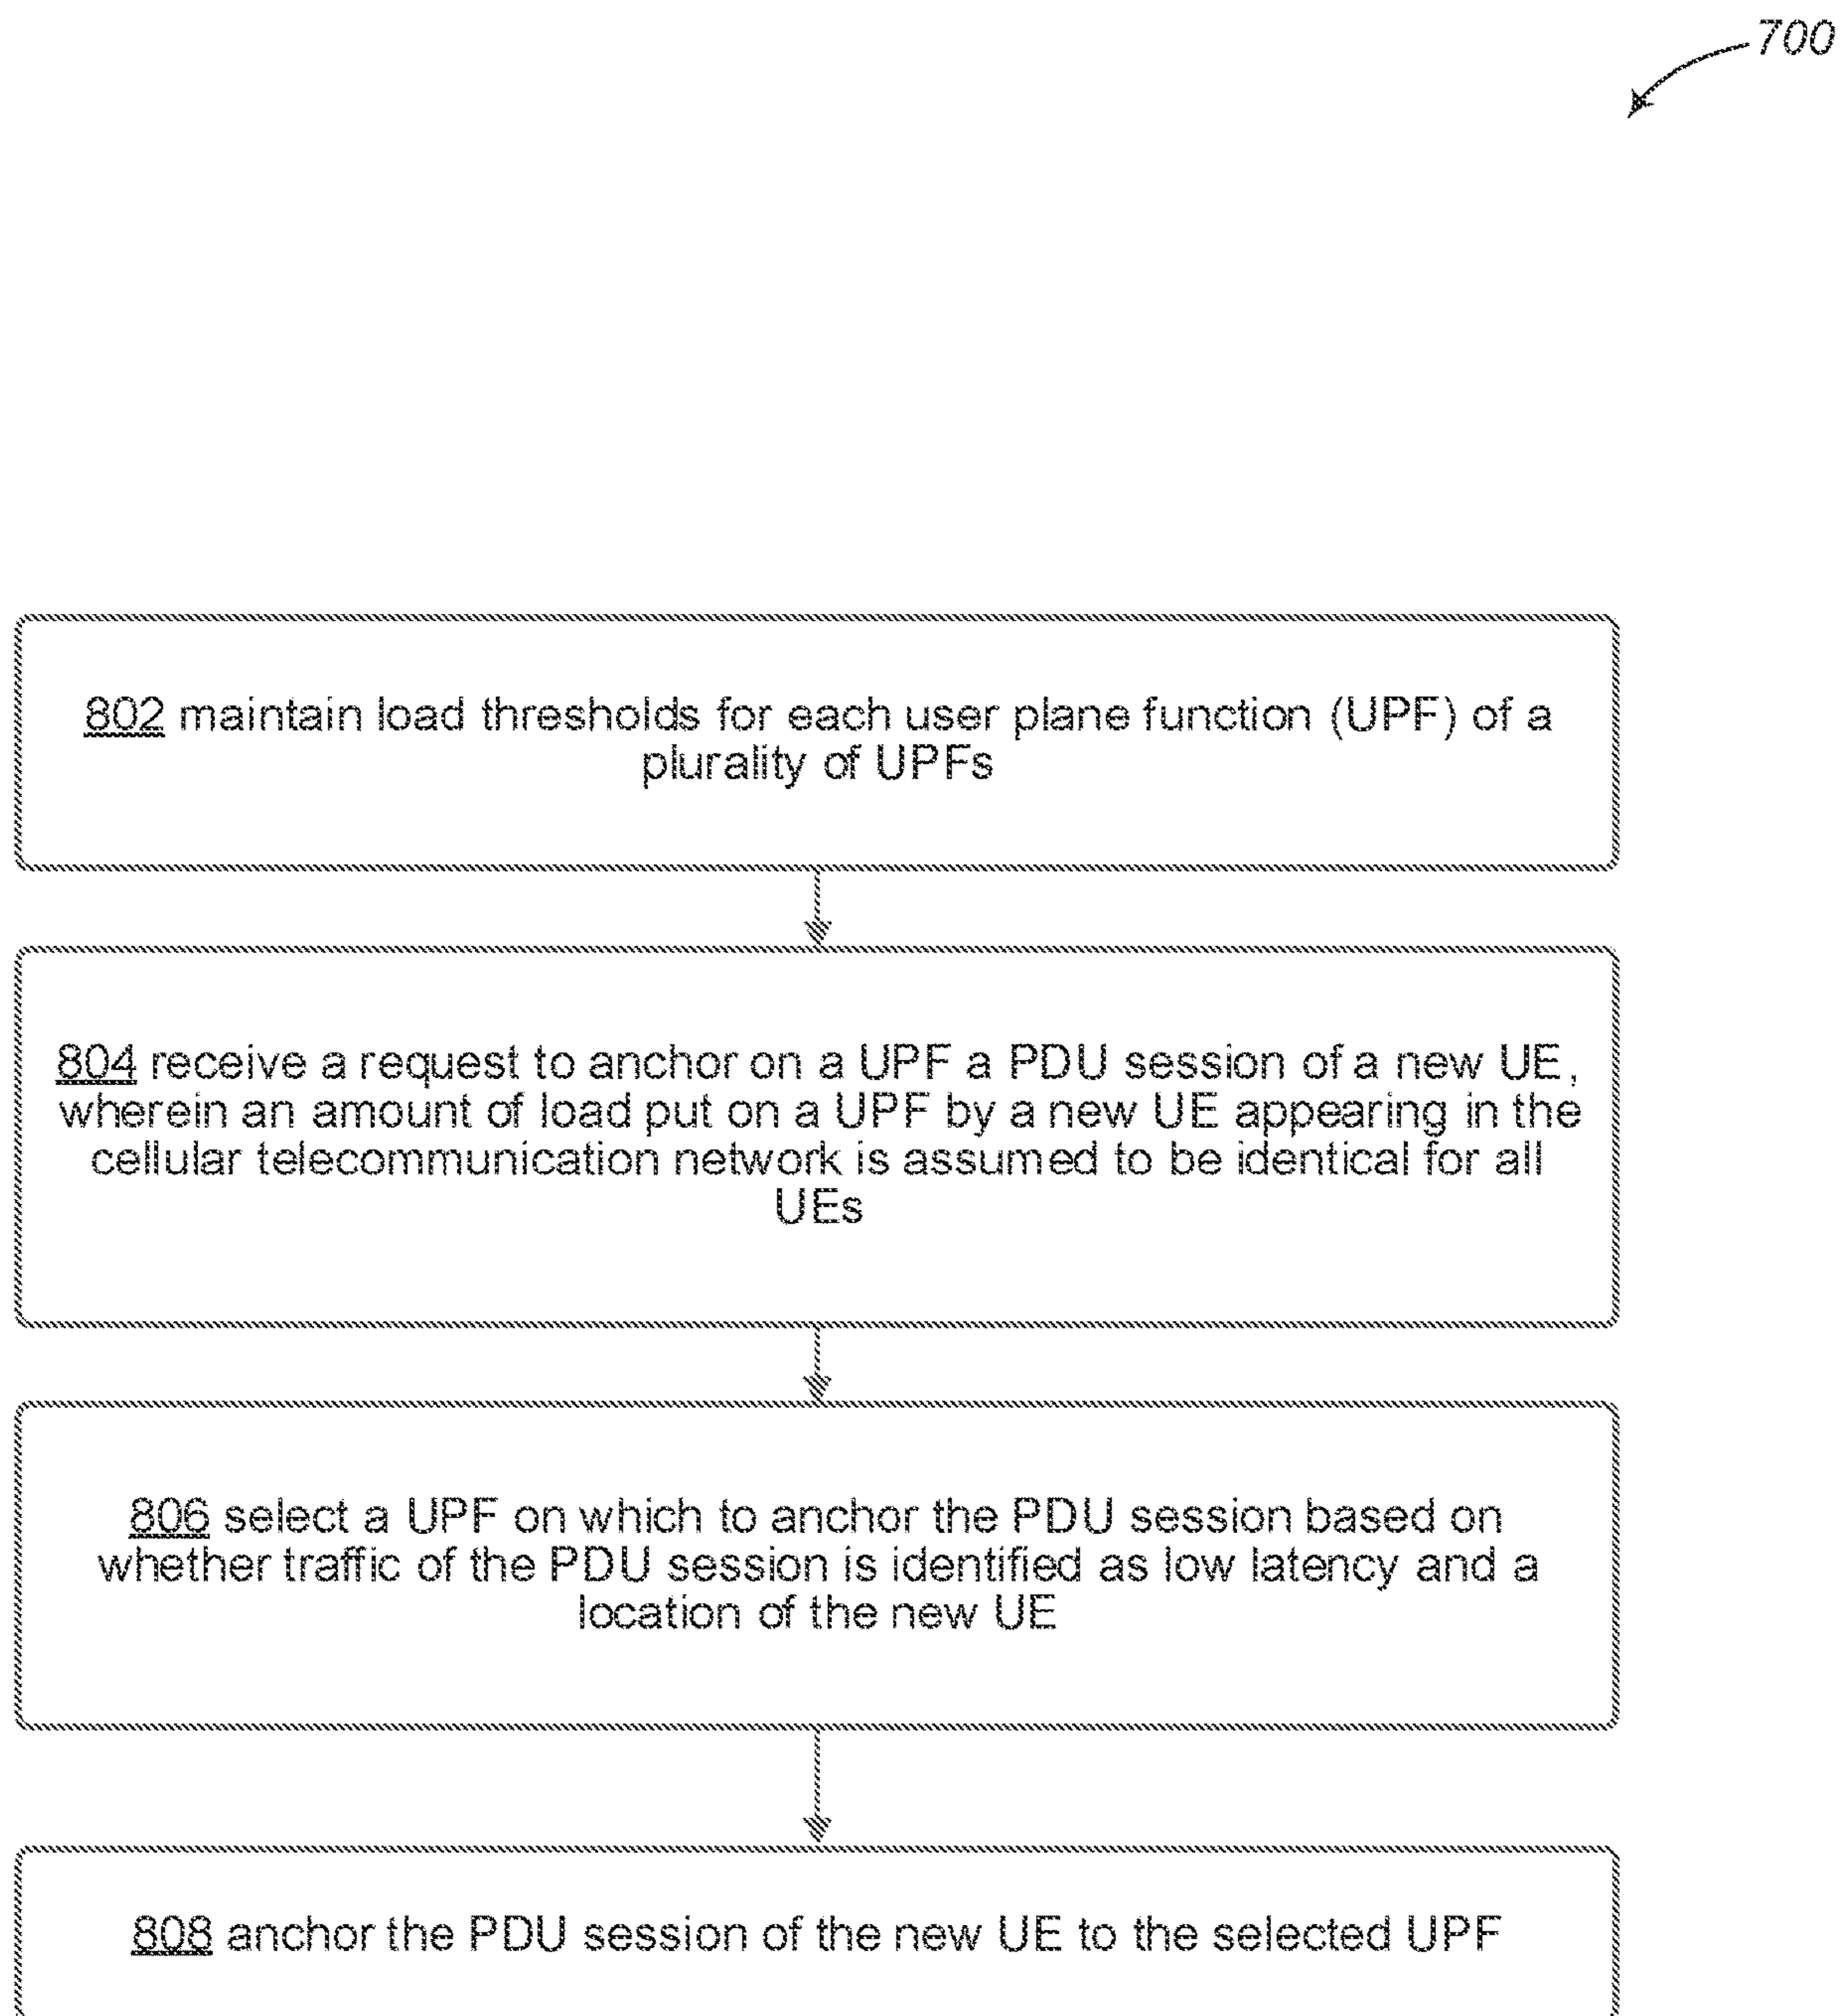 700
802 maintain load thresholds for each user plane function (UPF) of a
plurality of UPFs
804 receive a request to anchor on a UPF a PDU session of a new UE,
wherein an amount of load put on a UPF by a new UE appearing in the
cellular telecommunication network is assumed to be identical for all
UEs
806 select a UPF on which to anchor the PDU session based on
whether traffic of the PDU session is identified as low latency and a
location of the new UE
808 anchor the PDU session of the new UE to the selected UPF